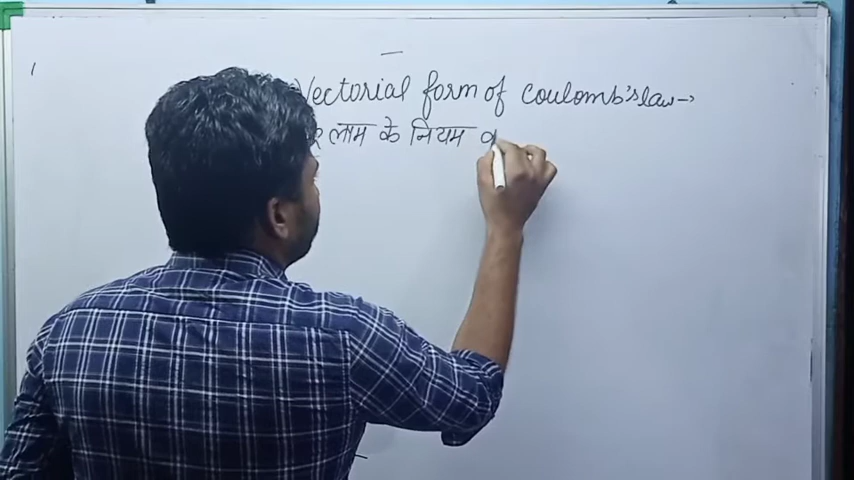 Vectorial form of coulomb's law →
लाम के नियम